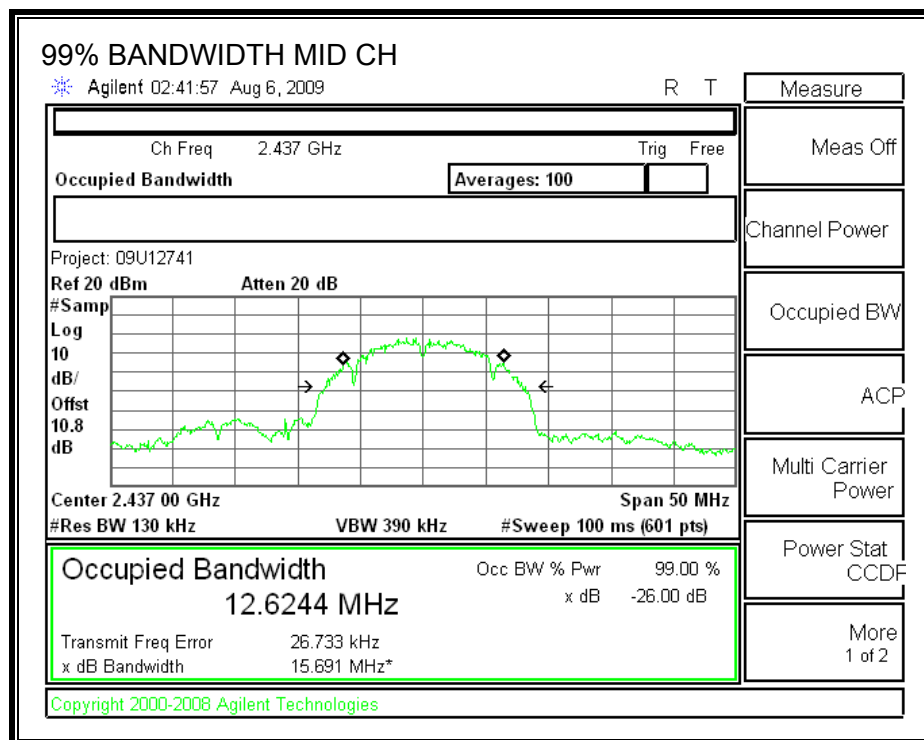 99% BANDWIDTH MID CH
Agilent 02:41:57 Aug 6, 2009 R T
Measure
Ch Freq 2.437 GHz Trig Free
Meas Off
Occupied Bandwidth Averages: 100
Channel Power
Project: 09U12741
Ref 20 dBm Atten 20 dB
#Samp
Log
10
dB/
Offst
10.8
dB
Occupied BW
ACP
Multi Carrier
Power
Center 2.437 00 GHz Span 50 MHz
#Res BW 130 kHz VBW 390 kHz #Sweep 100 ms (601 pts)
Power Stat
CCDF
Occupied Bandwidth Occ BW % Pwr 99.00 %
12.6244 MHz x dB -26.00 dB
Transmit Freq Error 26.733 kHz
x dB Bandwidth 15.691 MHz*
More
1 of 2
Copyright 2000-2008 Agilent Technologies